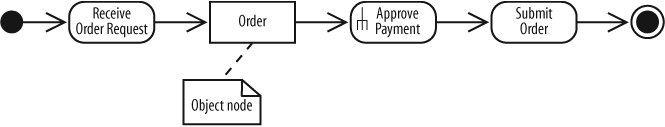 Receive
Order Request
Order
Approve
Payment
Submit
Order
Object node